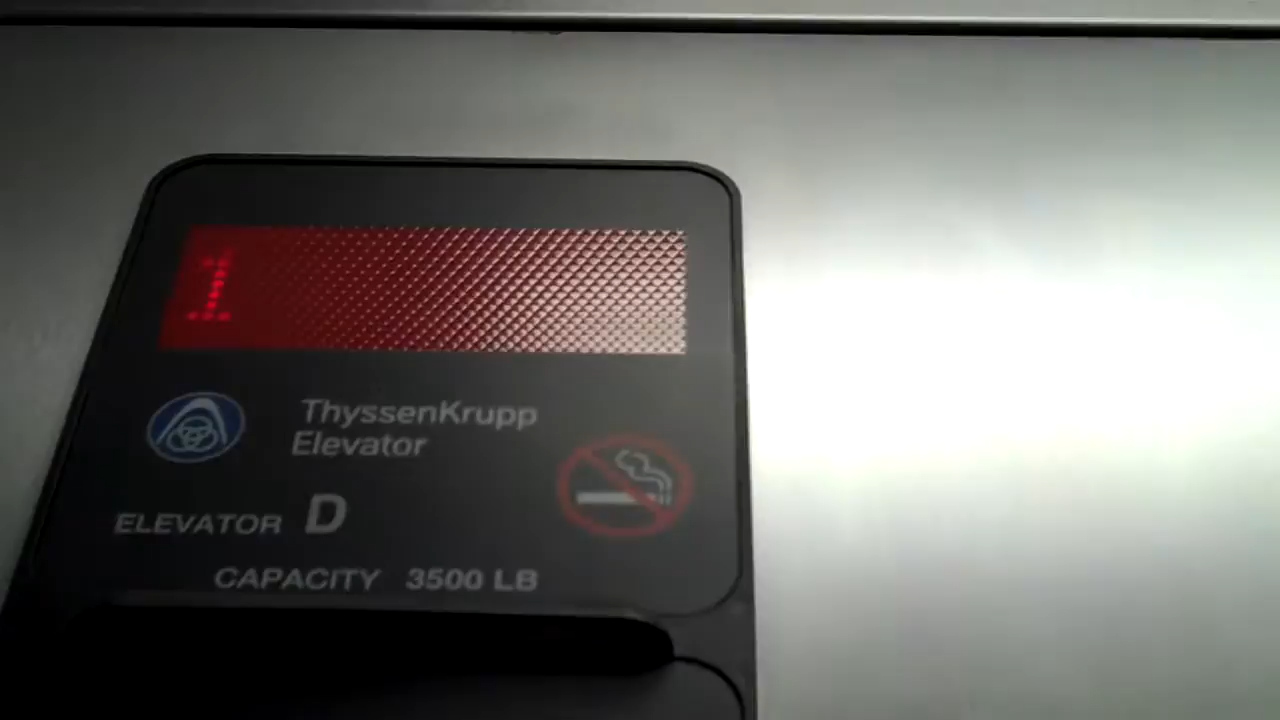 1
ThyssenKrupp
Elevator
ELEVATOR D
CAPACITY 3500 LB